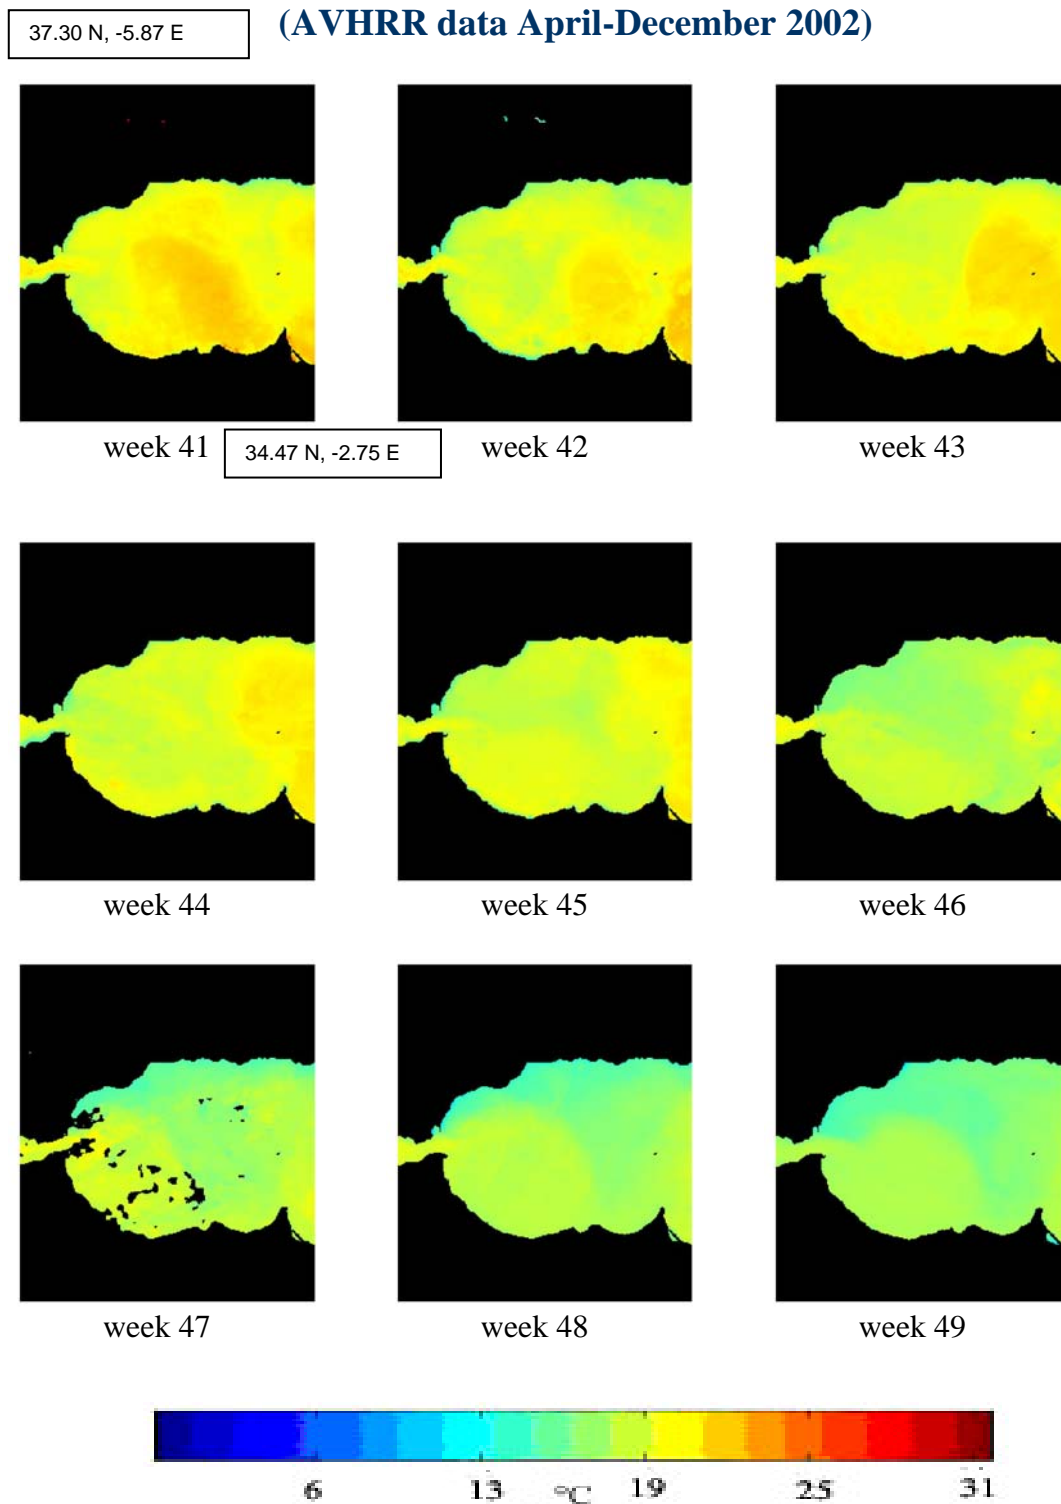 37.30 N, -5.87 E
(AVHRR data April-December 2002)
week 41
34.47 N, -2.75 E
week 42
week 43
week 44
week 45
week 46
week 47
week 48
week 49
6 13 °C 19 25 31